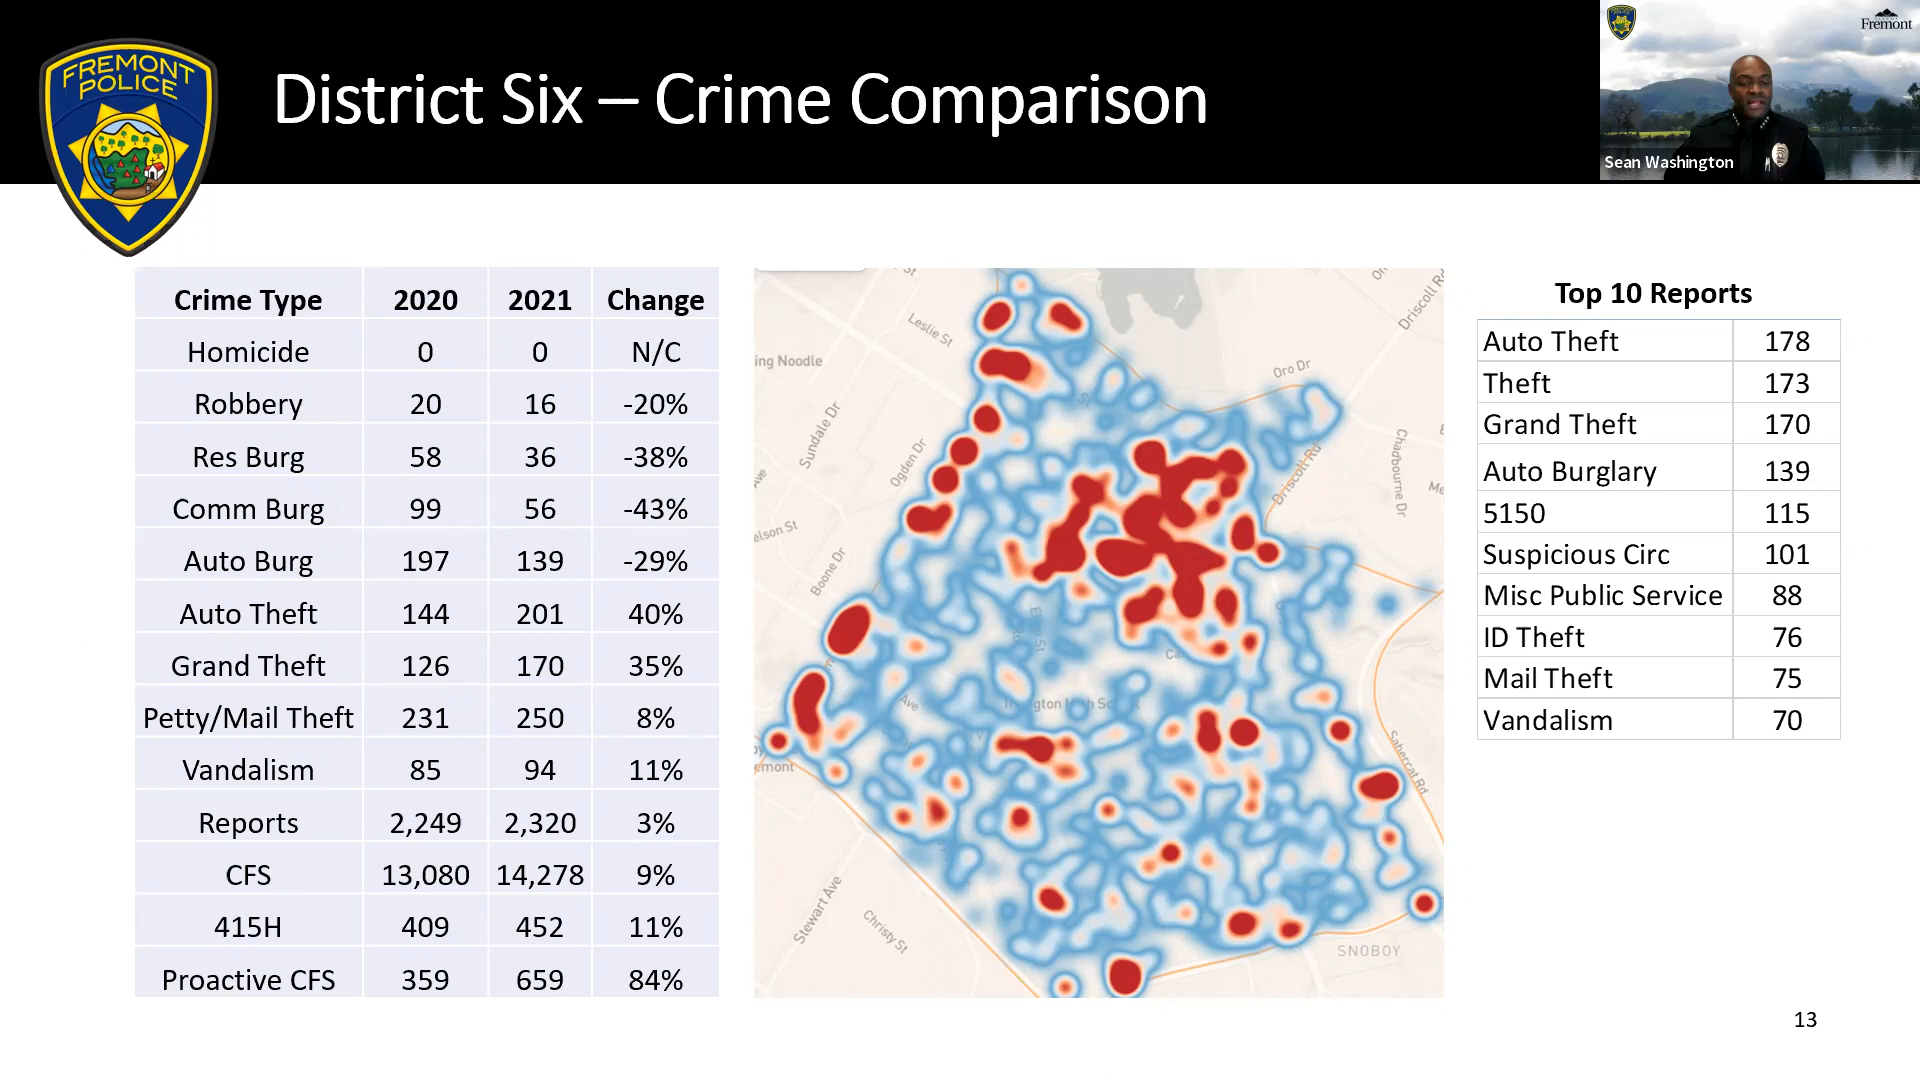 FREMONT
POLICE
District Six – Crime Comparison
Fremont
Sean Washington
Crime Type 2020 2021 Change
Homicide 0 0 N/C
Robbery 20 16 -20%
Res Burg 58 36 -38%
Comm Burg 99 56 -43%
Auto Burg 197 139 -29%
Auto Theft 144 201 40%
Grand Theft 126 170 35%
Petty/Mail Theft 231 250 8%
Vandalism 85 94 11%
Reports 2,249 2,320 3%
CFS 13,080 14,278 9%
415H 409 452 11%
Proactive CFS 359 659 84%
Leslie St
ing Noodle
Sundale Dr
Ogden Dr
elson St
Boone Dr
Oro Dr
Driscoll Rd
Driscoll Rd
Chadbourne Dr
Ave
emont
Sabercat Rd
Stewart Ave
Christy St
SNOBOY
Top 10 Reports
Auto Theft 178
Theft 173
Grand Theft 170
Auto Burglary 139
5150 115
Suspicious Circ 101
Misc Public Service 88
ID Theft 76
Mail Theft 75
Vandalism 70
13